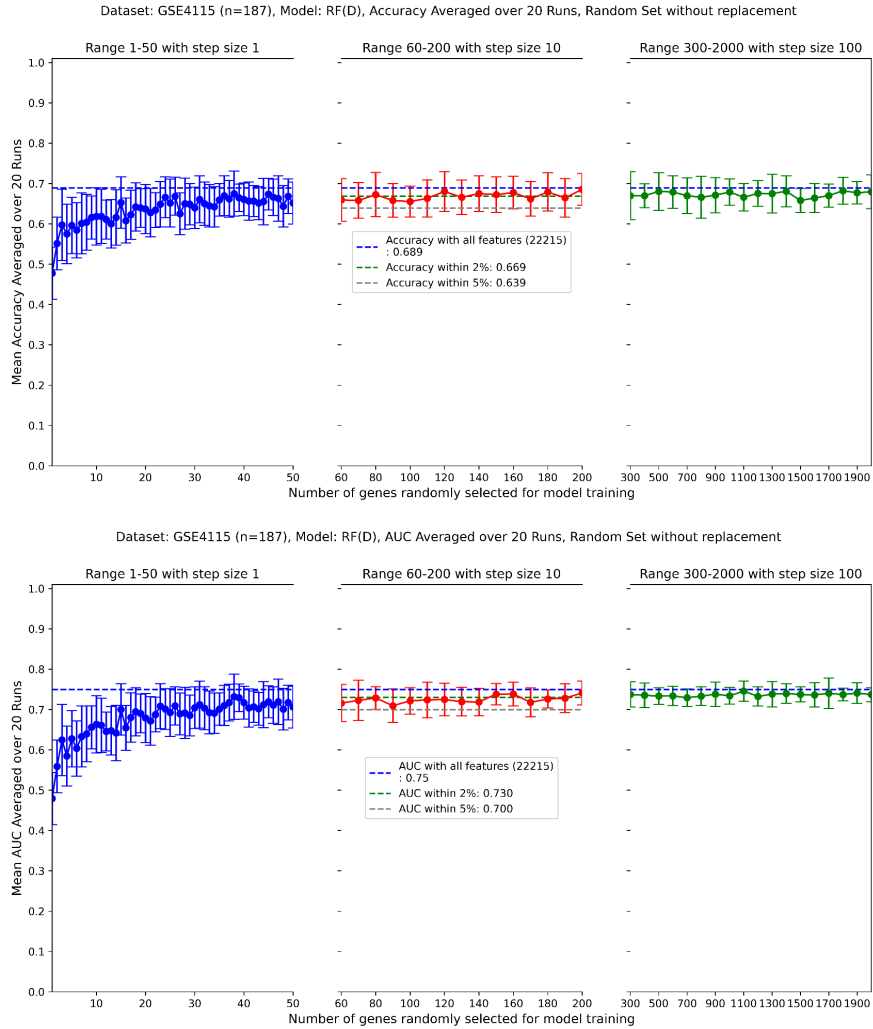 Dataset: GSE4115 (n=187), Model: RF(D), Accuracy Averaged over 20 Runs, Random Set without replacement
Range 1-50 with step size 1
Range 60-200 with step size 10
Range 300-2000 with step size 100
Mean Accuracy Averaged over 20 Runs
1.0
0.9
0.8
0.7
0.6
0.5
0.4
0.3
0.2
0.1
0.0
Accuracy with all features (22215)
: 0.689
Accuracy within 2%: 0.669
Accuracy within 5%: 0.639
10 20 30 40 50
60 80 100 120 140 160 180 200
300 500 700 900 1100 1300 1500 1700 1900
Number of genes randomly selected for model training
Dataset: GSE4115 (n=187), Model: RF(D), AUC Averaged over 20 Runs, Random Set without replacement
Range 1-50 with step size 1
Range 60-200 with step size 10
Range 300-2000 with step size 100
Mean AUC Averaged over 20 Runs
1.0
0.9
0.8
0.7
0.6
0.5
0.4
0.3
0.2
0.1
0.0
AUC with all features (22215)
: 0.75
AUC within 2%: 0.730
AUC within 5%: 0.700
10 20 30 40 50
60 80 100 120 140 160 180 200
300 500 700 900 1100 1300 1500 1700 1900
Number of genes randomly selected for model training